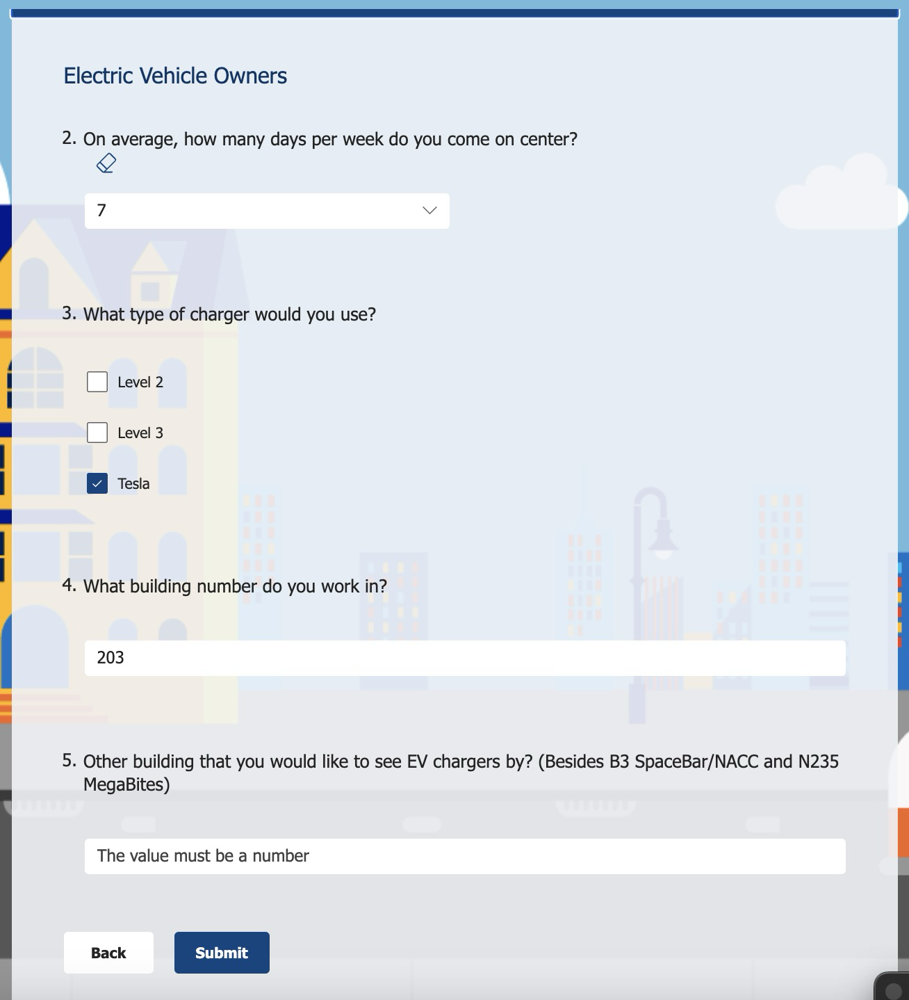 Electric Vehicle Owners
2. On average, how many days per week do you come on center?
7
3. What type of charger would you use?
Level 2
Level 3
Tesla
4. What building number do you work in?
203
5. Other building that you would like to see EV chargers by? (Besides B3 SpaceBar/NACC and N235
MegaBites)
The value must be a number
Back
Submit